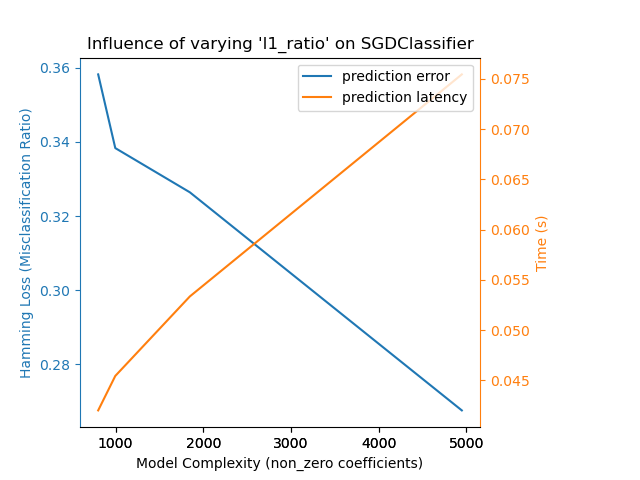 Influence of varying 'l1_ratio' on SGDClassifier
prediction error
prediction latency
Hamming Loss (Misclassification Ratio)
0.36
0.34
0.32
0.30
0.28
0.075
0.070
0.065
0.060
0.055
0.050
0.045
Time (s)
1000 2000 3000 4000 5000
Model Complexity (non_zero coefficients)